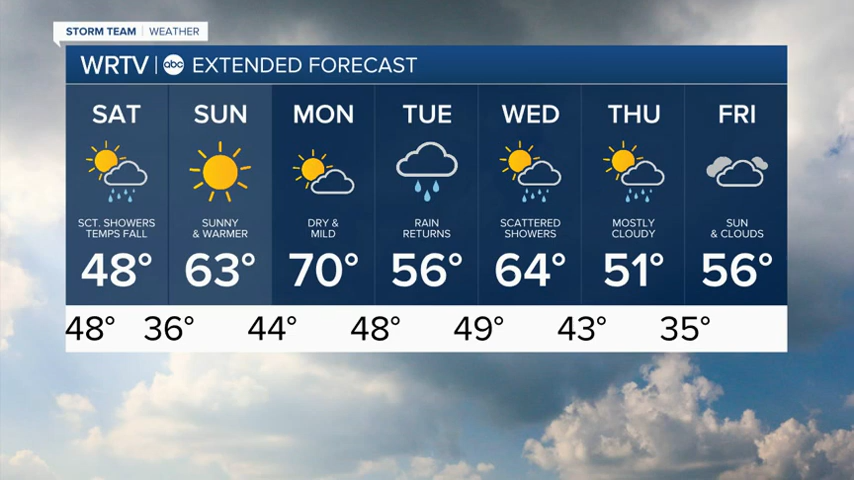 STORM TEAM | WEATHER
WRTV | abc EXTENDED FORECAST
SAT SUN MON TUE WED THU FRI
SCT. SHOWERS TEMPS FALL
SUNNY & WARMER
DRY & MILD
RAIN RETURNS
SCATTERED SHOWERS
MOSTLY CLOUDY
SUN & CLOUDS
48° 63° 70° 56° 64° 51° 56°
48° 36° 44° 48° 49° 43° 35°